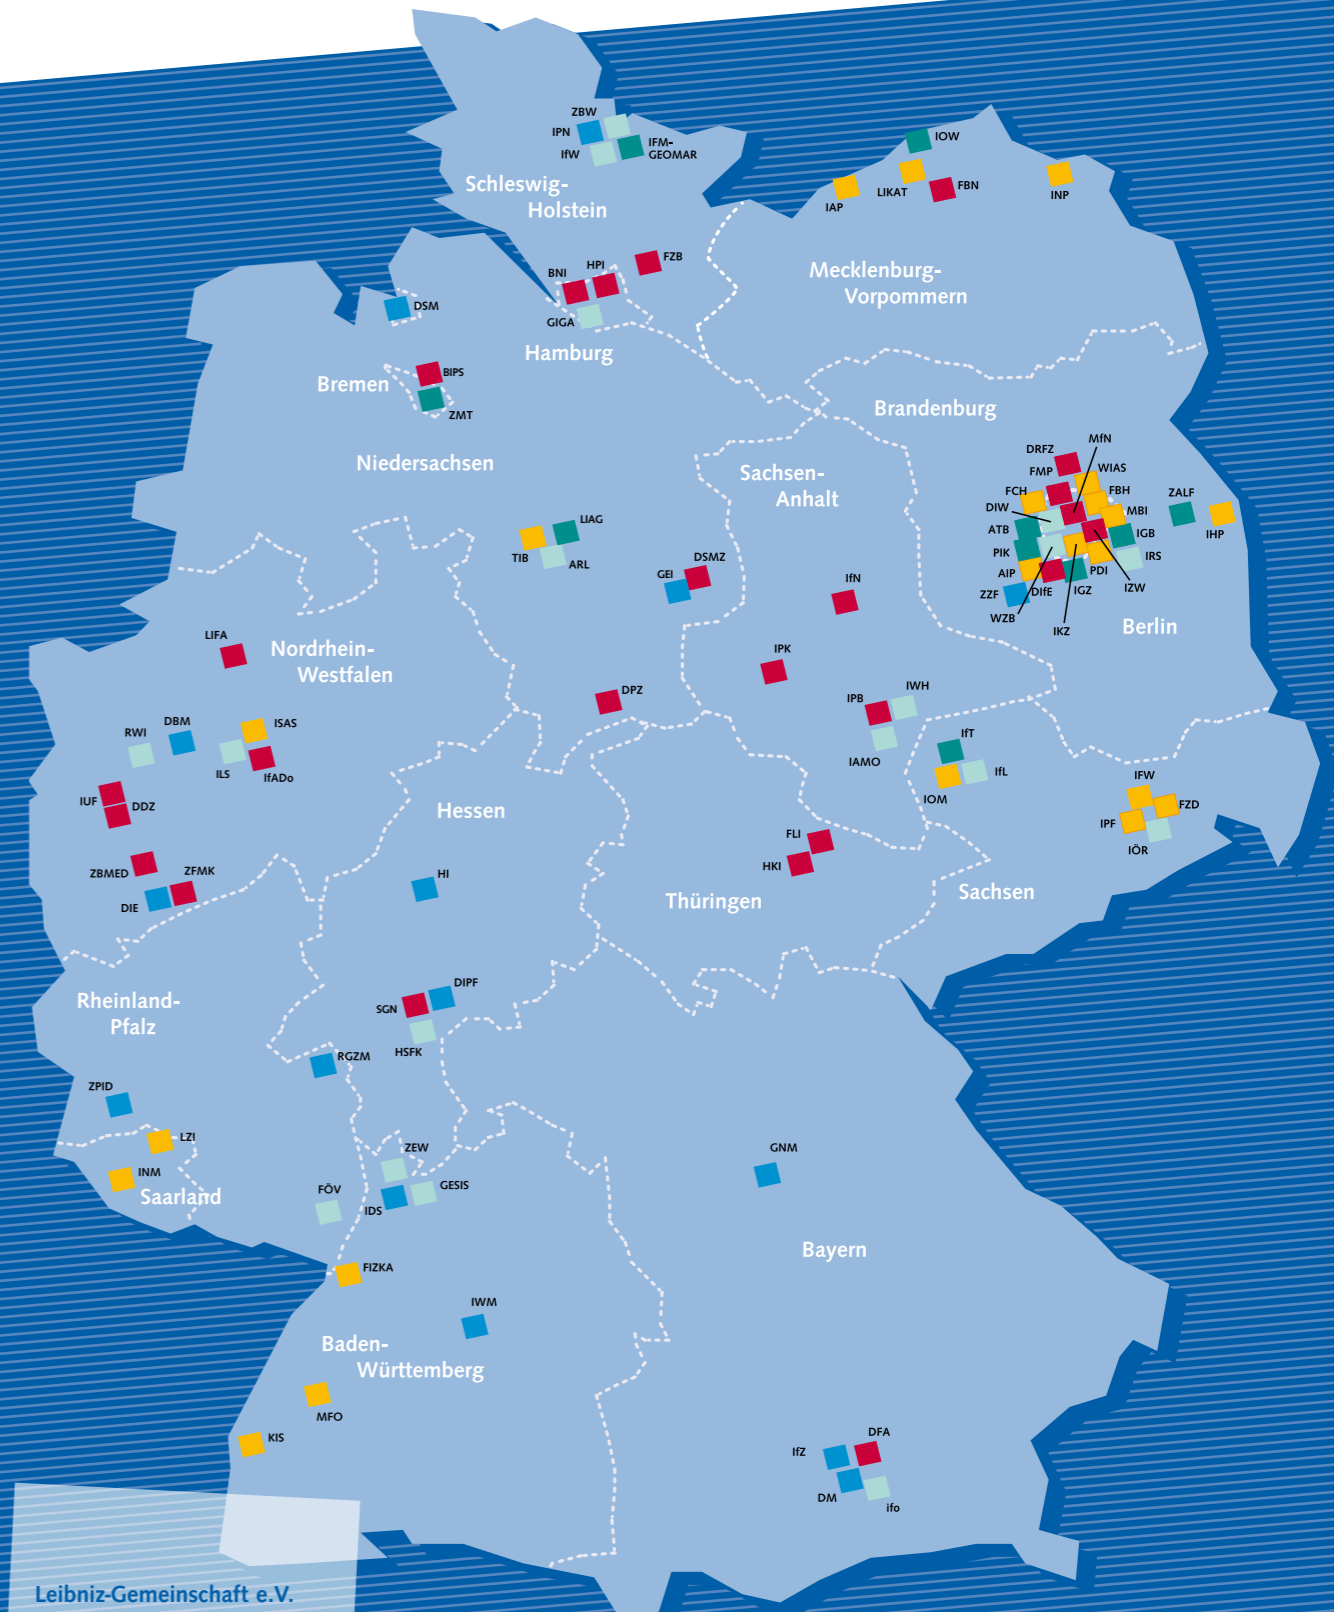 ZBW
IPN
IfW
IFM-
GEOMAR
Schleswig-
Holstein
IOW
IAP
LIKAT
FBN
INP
Mecklenburg-
Vorpommern
BNI
HPI
FZB
GIGA
Hamburg
DSM
Bremen
BIPS
ZMT
Niedersachsen
Brandenburg
Sachsen-
Anhalt
MfN
DRFZ
FMP
WIAS
FCH
FBH
DIW
MBI
ATB
IGB
PIK
IRS
AIP
PDI
ZZF
DIfE
IGZ
IZW
WZB
IKZ
ZALF
IHP
Berlin
TIB
LIAG
ARL
GEI
DSMZ
IfN
LIFA
Nordrhein-
Westfalen
IPK
DPZ
IPB
IWH
IAMO
RWI
DBM
ISAS
ILS
IfADo
IfT
IfL
IOM
IUF
DDZ
Hessen
IFW
FZD
IPF
IÖR
FLI
HKI
ZBMED
ZFMK
DIE
HI
Thüringen
Sachsen
Rheinland-
Pfalz
SGN
DIPF
HSFK
RGZM
ZPID
LZI
INM
Saarland
ZEW
GESIS
IDS
FÖV
GNM
Bayern
FIZKA
IWM
Baden-
Württemberg
MFO
KIS
IfZ
DFA
DM
ifo
Leibniz-Gemeinschaft e.V.